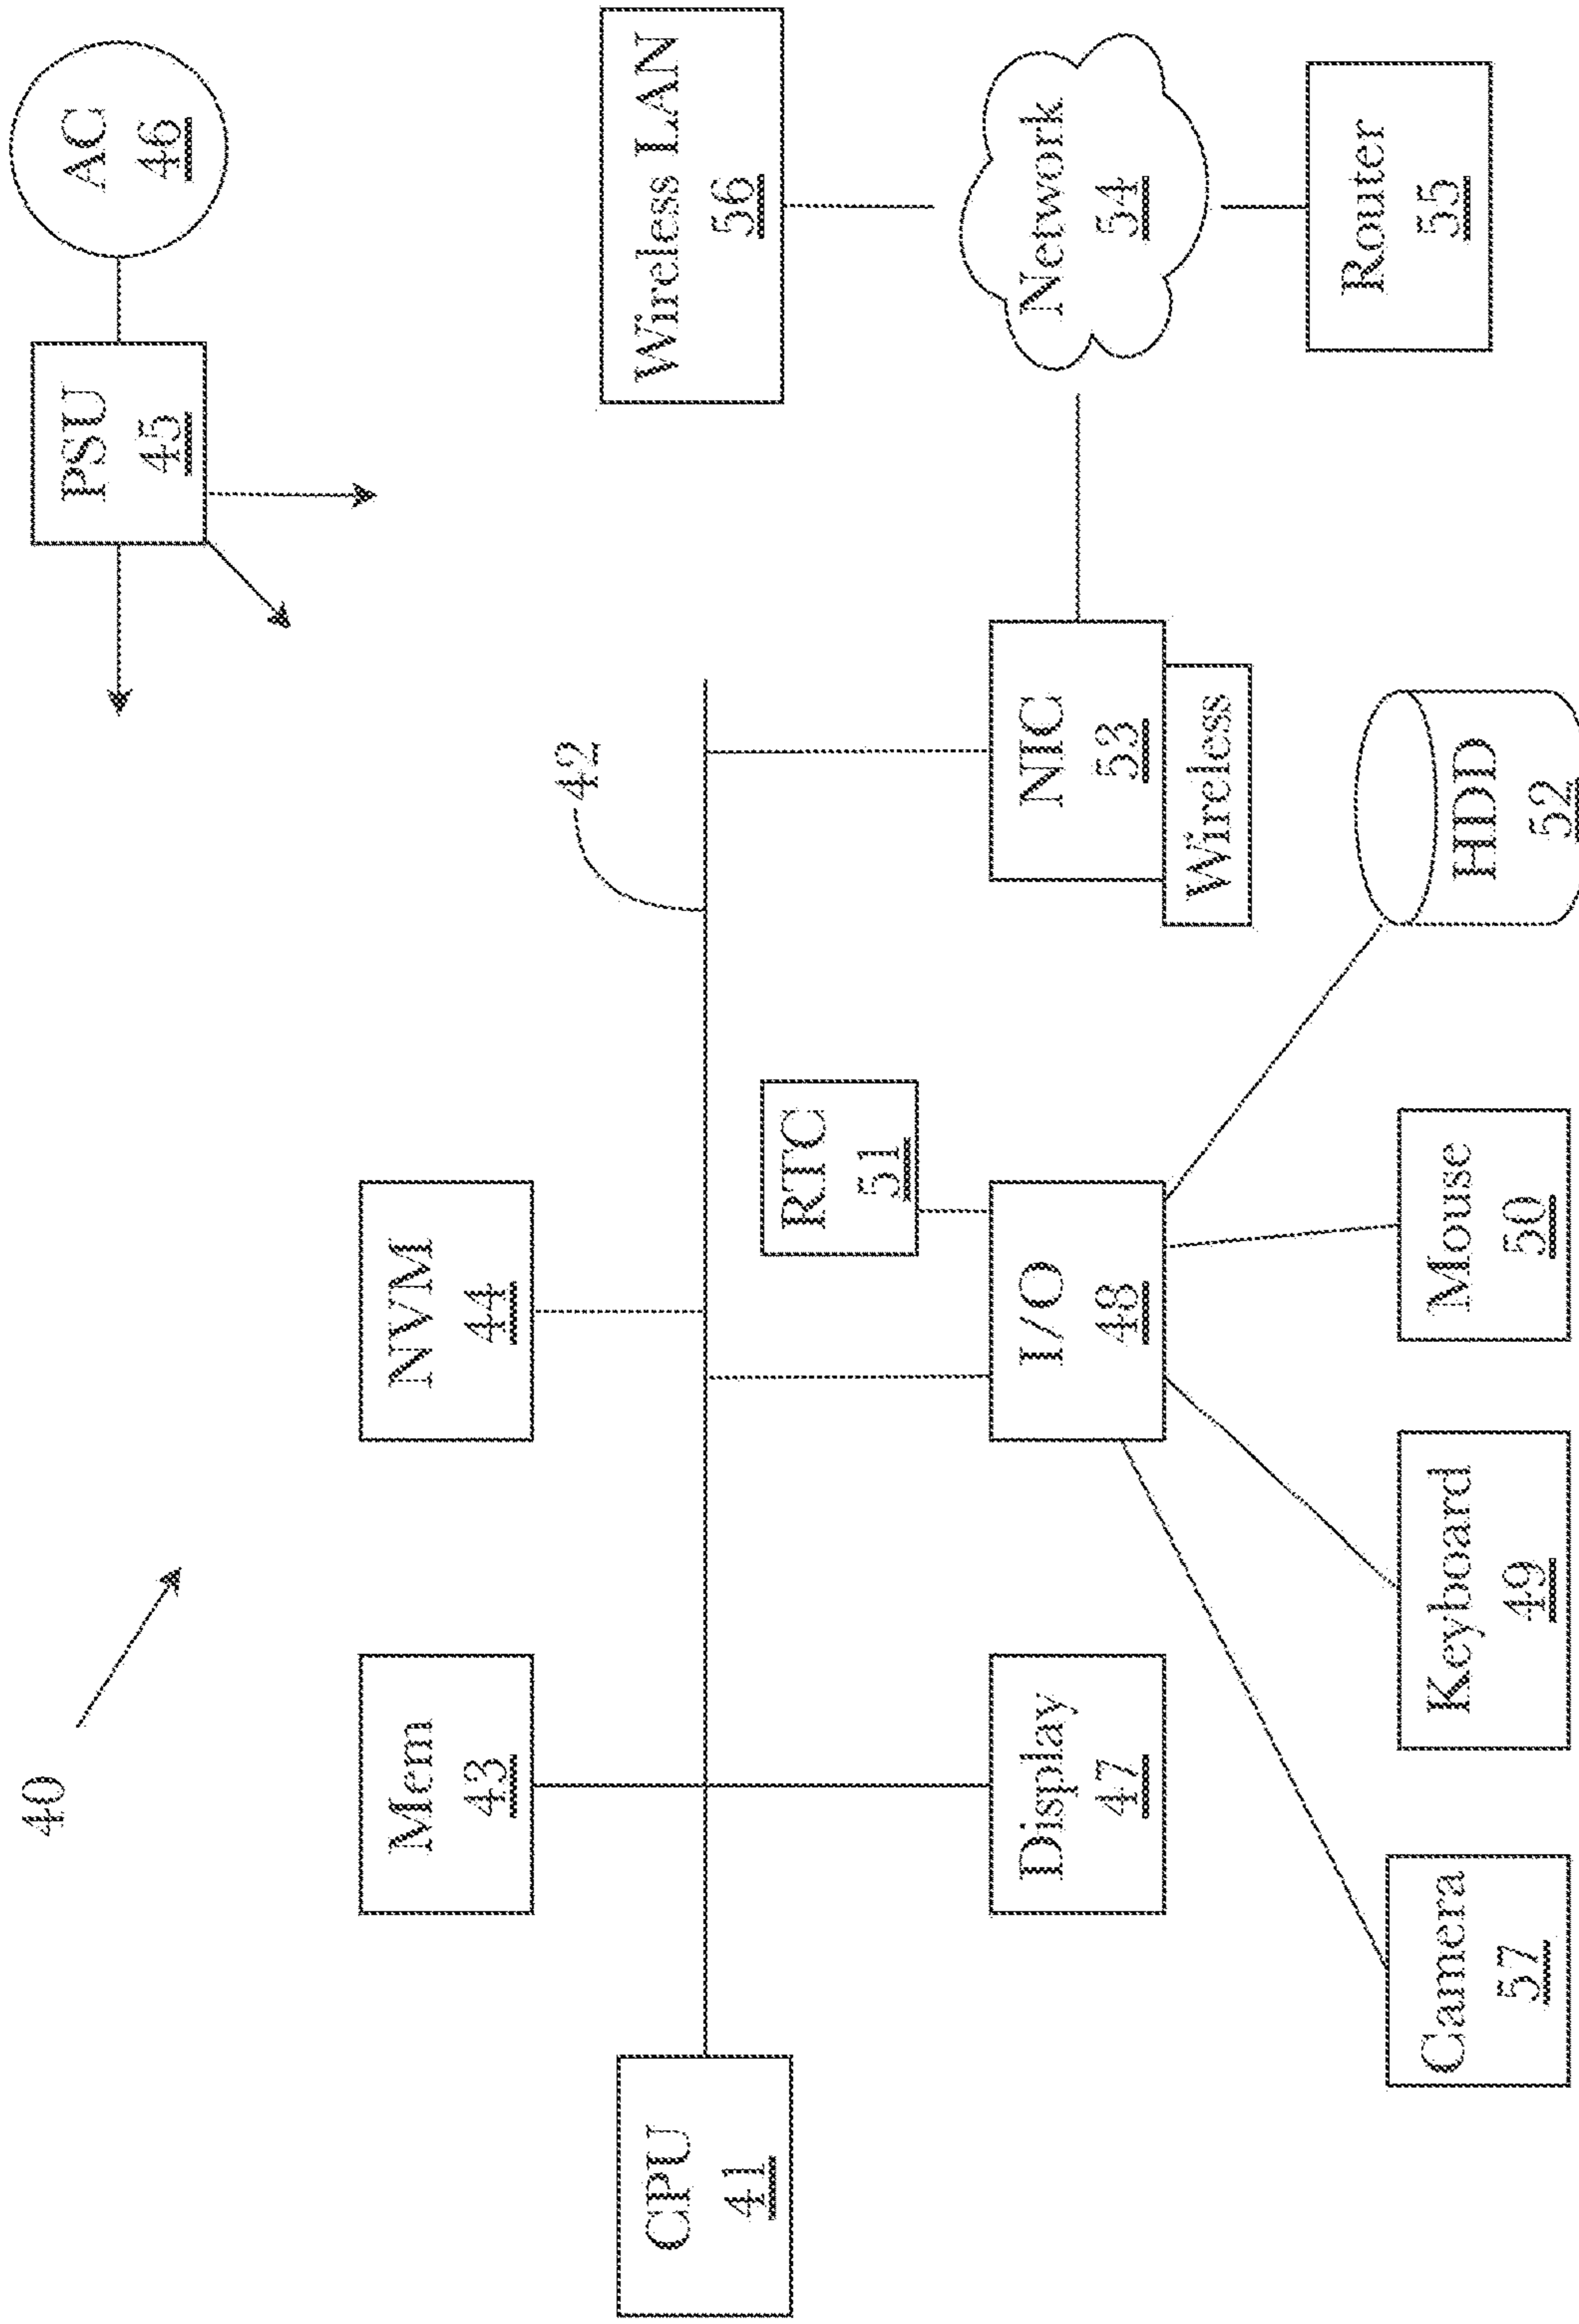 40
PSU
45
AC
46
Mem
43
NVM
44
42
Wireless LAN
56
CPU
41
RTC
51
Display
47
I/O
48
NIC
53
Wireless
Network
54
Camera
57
Keyboard
49
Mouse
50
HDD
52
Router
55